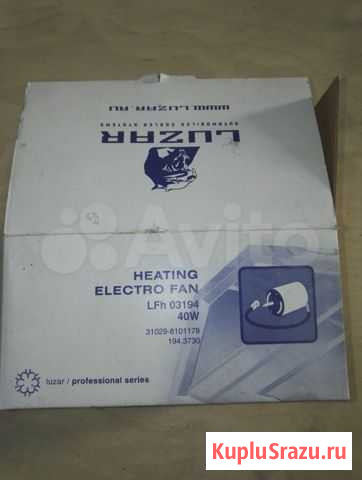 WWW.LUZAR.RU
AUTOMOBILES COOLER SYSTEMS
LUZAR
Avito
HEATING
ELECTRO FAN
LFh 03194
40W
31029-8101178
194.3730
luzar / professional series
KupluSrazu.ru